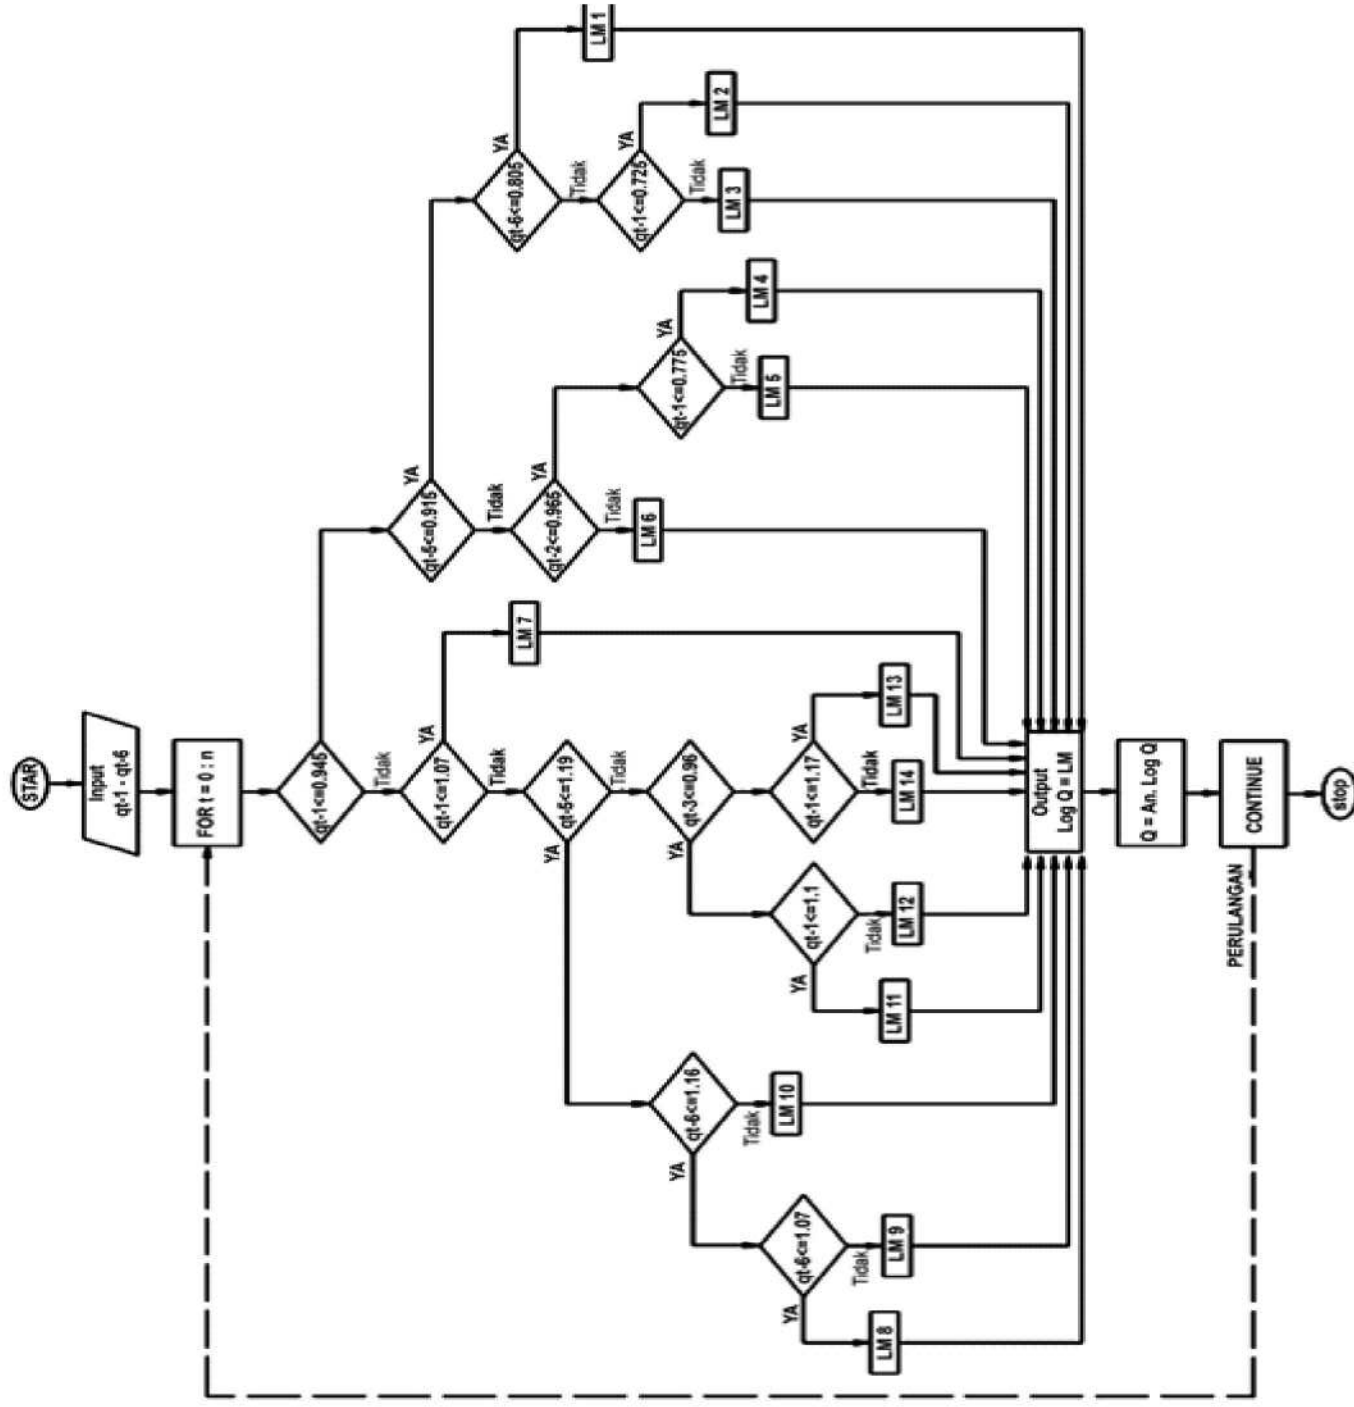 STAR
Input
qt-1 - qt-6
FOR t = 0 : n
qt-1<=0.945
Tidak
qt-5<=0.915
YA
Tidak
qt-6<=0.805
YA
LM 1
Tidak
qt-1<=0.725
YA
LM 2
Tidak
LM 3
qt-2<=0.965
YA
qt-1<=0.775
YA
LM 4
Tidak
LM 5
Tidak
LM 6
qt-1<=1.07
YA
LM 7
Tidak
qt-5<=1.19
YA
Tidak
qt-3<=0.96
YA
qt-1<=1.17
YA
LM 13
Tidak
LM 14
qt-1<=1.1
Tidak
LM 12
YA
LM 11
qt-6<=1.16
Tidak
LM 10
YA
qt-6<=1.07
Tidak
LM 9
YA
LM 8
Output
Log Q = LM
Q = An. Log Q
CONTINUE
PERULANGAN
stop